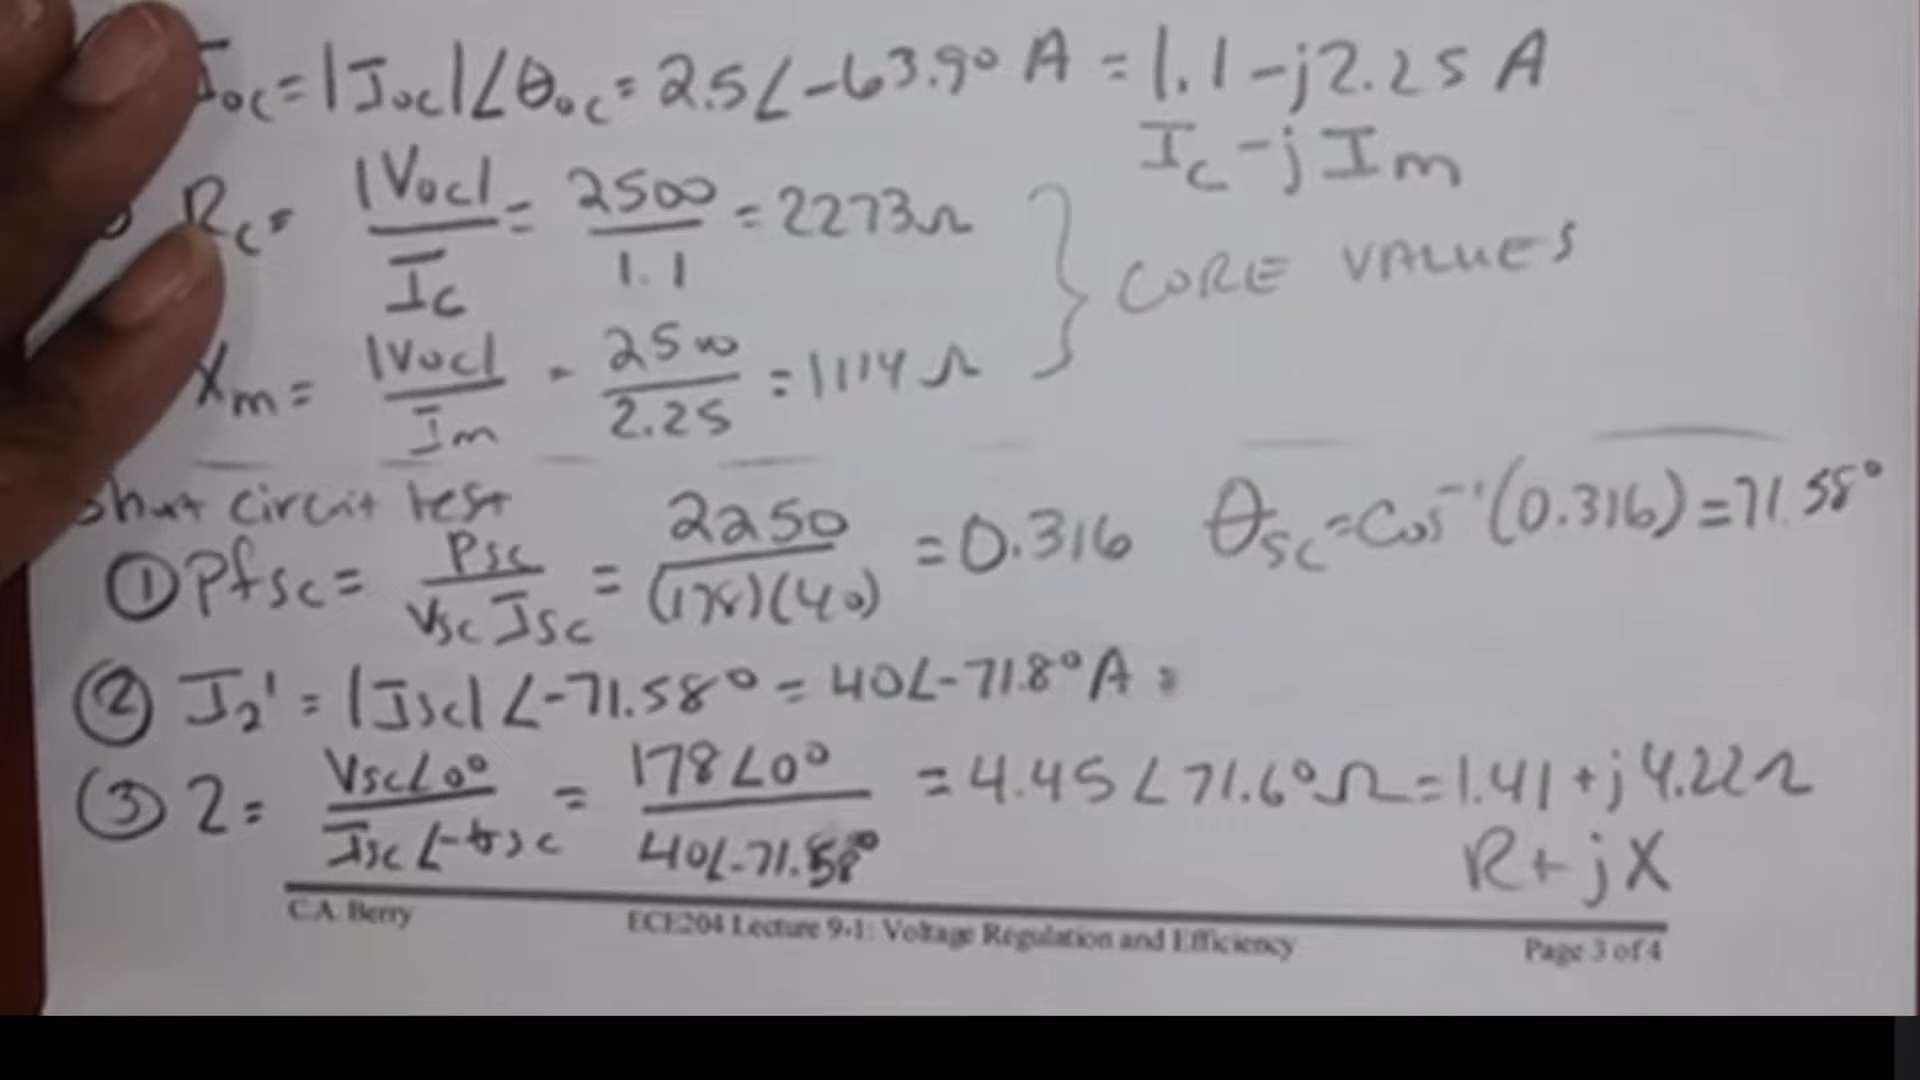 Ioc = |Ioc|∠θoc = 2.5∠-63.9° A = 1.1 - j2.25 A
Ic - jIm
Rc = |Voc|/Ic = 2500/1.1 = 2273Ω
CORE VALUES
Xm = |Voc|/Im = 2500/2.25 = 1114Ω
Short circuit test
① Pfsc = Psc/VscIsc = 2250/(178)(40) = 0.316 θsc = cos⁻¹(0.316) = 71.58°
② I2' = |Isc|∠-71.58° = 40∠-71.8° A =
③ Z = Vsc∠0°/Isc∠-θsc = 178∠0°/40∠-71.58° = 4.45∠71.6°Ω = 1.41 + j4.22Ω
R + jX
C.A. Berry ECE204 Lecture 9-1: Voltage Regulation and Efficiency Page 3 of 4